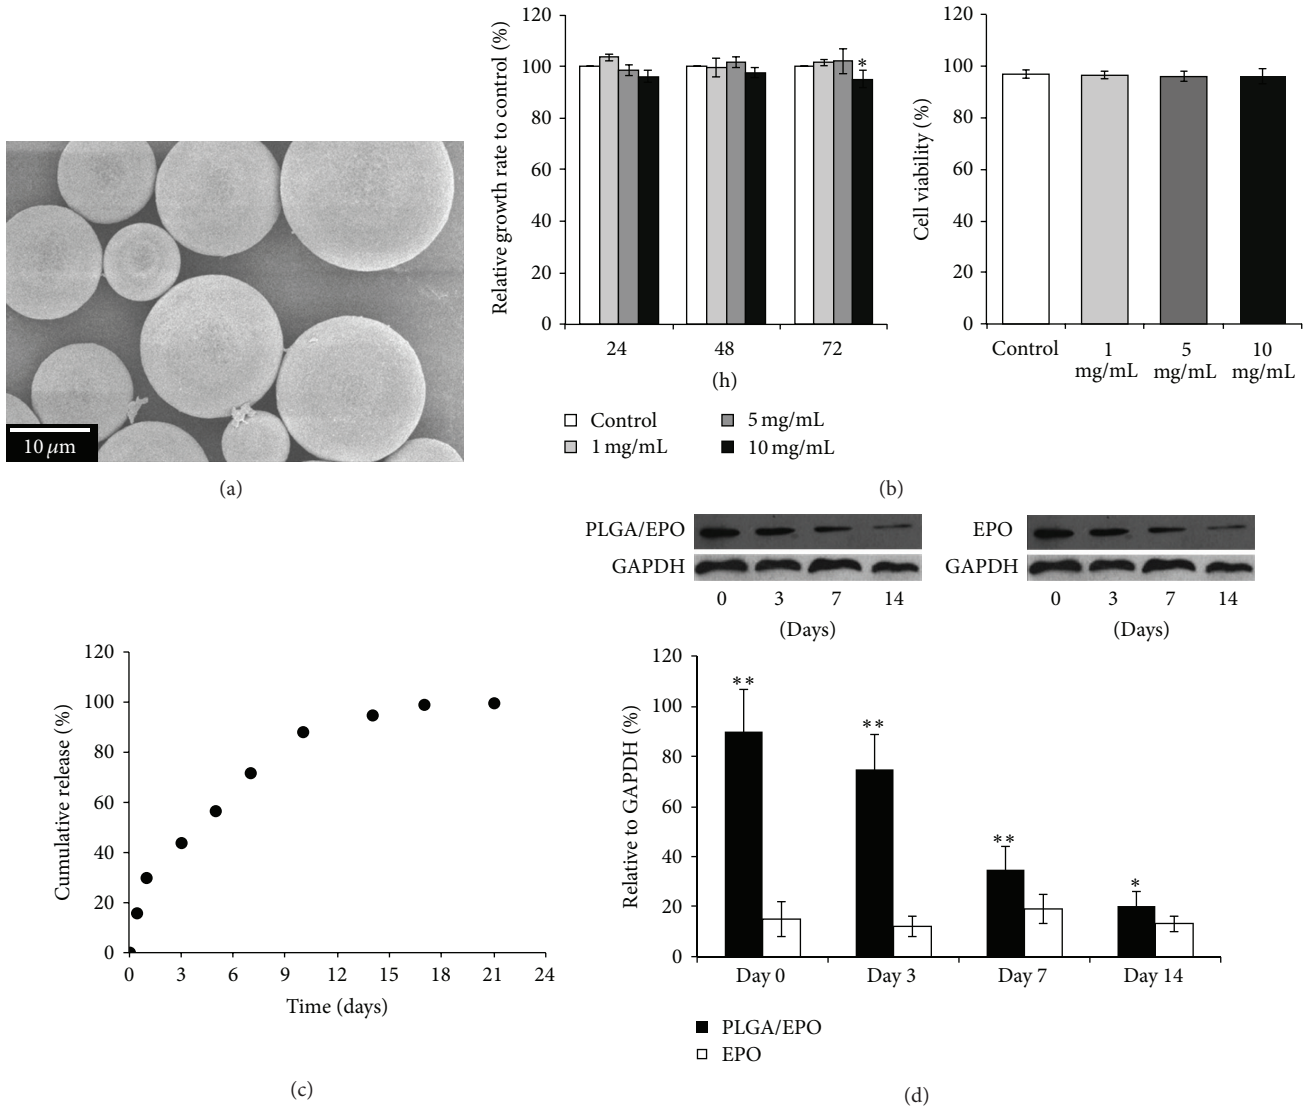 10 μm
(a)
Relative growth rate to control (%)
120
100
80
60
40
20
0
*
24 48 72
(h)
Control
1 mg/mL
5 mg/mL
10 mg/mL
Cell viability (%)
120
100
80
60
40
20
0
Control 1 5 10
mg/mL mg/mL mg/mL
(b)
Cumulative release (%)
120
100
80
60
40
20
0
0 3 6 9 12 15 18 21 24
Time (days)
(c)
PLGA/EPO
GAPDH
0 3 7 14
(Days)
EPO
GAPDH
0 3 7 14
(Days)
Relative to GAPDH (%)
120
100
80
60
40
20
0
**
**
**
*
Day 0 Day 3 Day 7 Day 14
PLGA/EPO
EPO
(d)